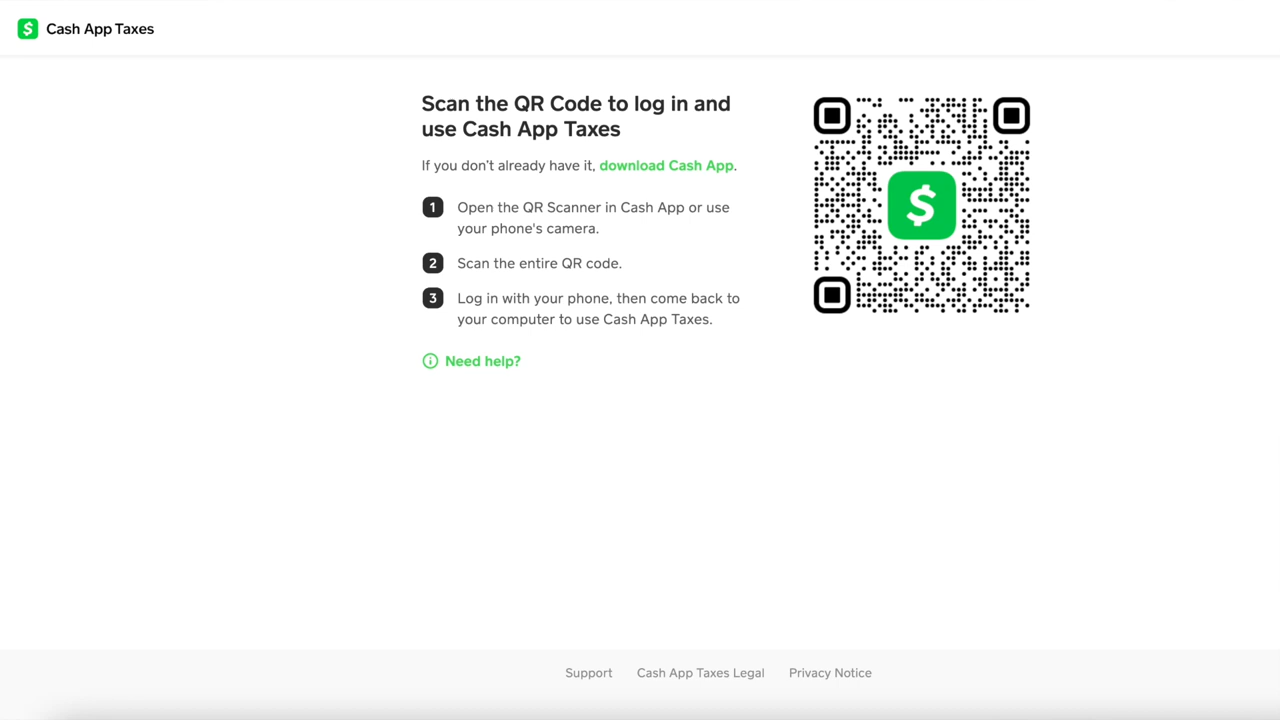 Cash App Taxes
Scan the QR Code to log in and
use Cash App Taxes
If you don't already have it, download Cash App.
1 Open the QR Scanner in Cash App or use
your phone's camera.
2 Scan the entire QR code.
3 Log in with your phone, then come back to
your computer to use Cash App Taxes.
Need help?
Support Cash App Taxes Legal Privacy Notice